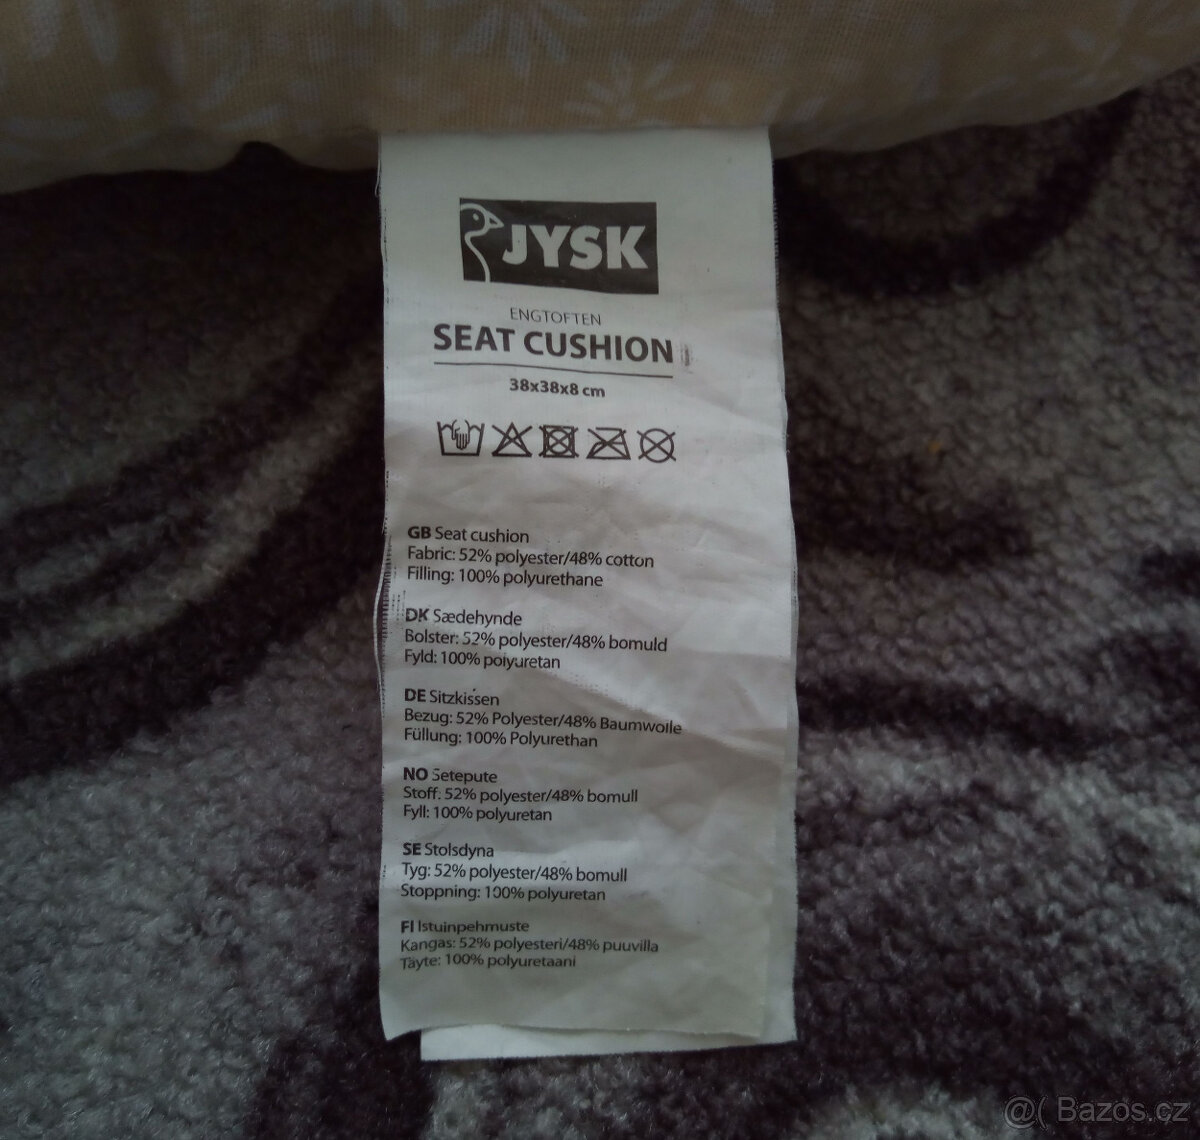 JYSK
ENGTOFTEN
SEAT CUSHION
38x38x8 cm
GB Seat cushion
Fabric: 52% polyester/48% cotton
Filling: 100% polyurethane
DK Sædehynde
Bolster: 52% polyester/48% bomuld
Fyld: 100% polyuretan
DE Sitzkissen
Bezug: 52% Polyester/48% Baumwolle
Füllung: 100% Polyurethan
NO Setepute
Stoff: 52% polyester/48% bomull
Fyll: 100% polyuretan
SE Stolsdyna
Tyg: 52% polyester/48% bomull
Stoppning: 100% polyuretan
FI Istuinpehmuste
Kangas: 52% polyesteri/48% puuvilla
Täyte: 100% polyuretaani
@( Bazos.cz